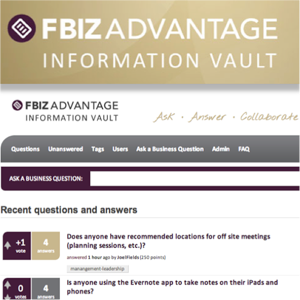 FBIZ ADVANTAGE
INFORMATION VAULT
FBIZ ADVANTAGE
INFORMATION VAULT
Ask • Answer • Collaborate
Questions Unanswered Tags Users Ask a Business Question Admin FAQ
ASK A BUSINESS QUESTION:
Recent questions and answers
+1
4
answers
Does anyone have recommended locations for off site meetings
(planning sessions, etc.)?
answered 1 hour ago by JoelFields (250 points)
management-leadership
0
votes
4
answers
Is anyone using the Evernote app to take notes on their iPads and
phones?